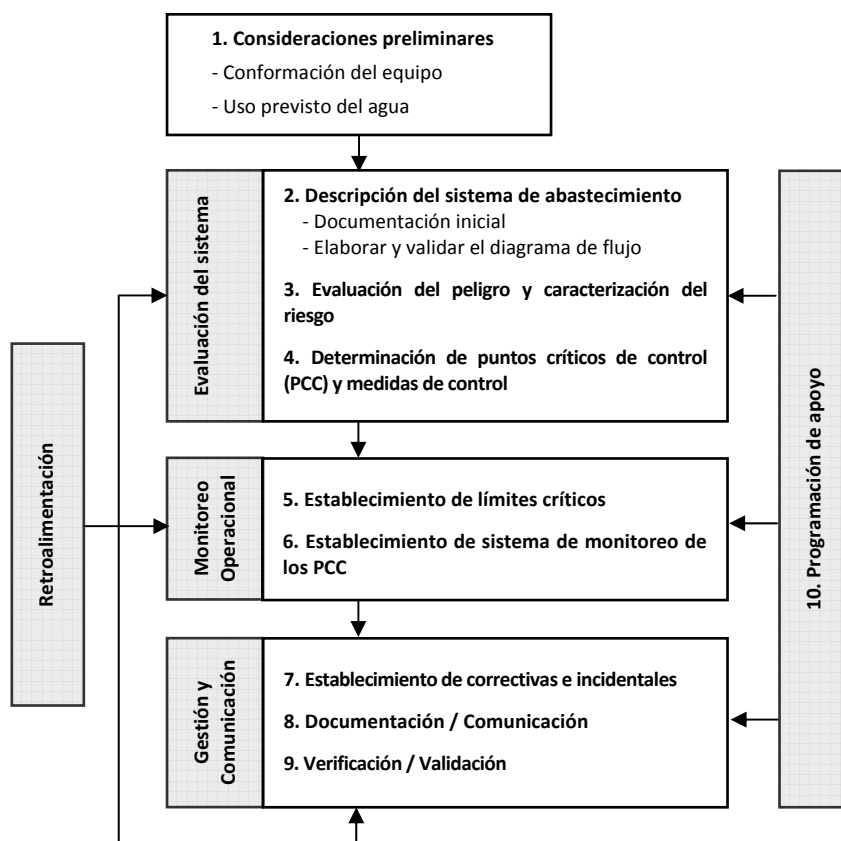 1. Consideraciones preliminares
- Conformación del equipo
- Uso previsto del agua
Evaluación del sistema
2. Descripción del sistema de abastecimiento
- Documentación inicial
- Elaborar y validar el diagrama de flujo
3. Evaluación del peligro y caracterización del
riesgo
4. Determinación de puntos críticos de control
(PCC) y medidas de control
Retroalimentación
Monitoreo
Operacional
5. Establecimiento de límites críticos
6. Establecimiento de sistema de monitoreo de
los PCC
Gestión y
Comunicación
7. Establecimiento de correctivas e incidentales
8. Documentación / Comunicación
9. Verificación / Validación
10. Programación de apoyo